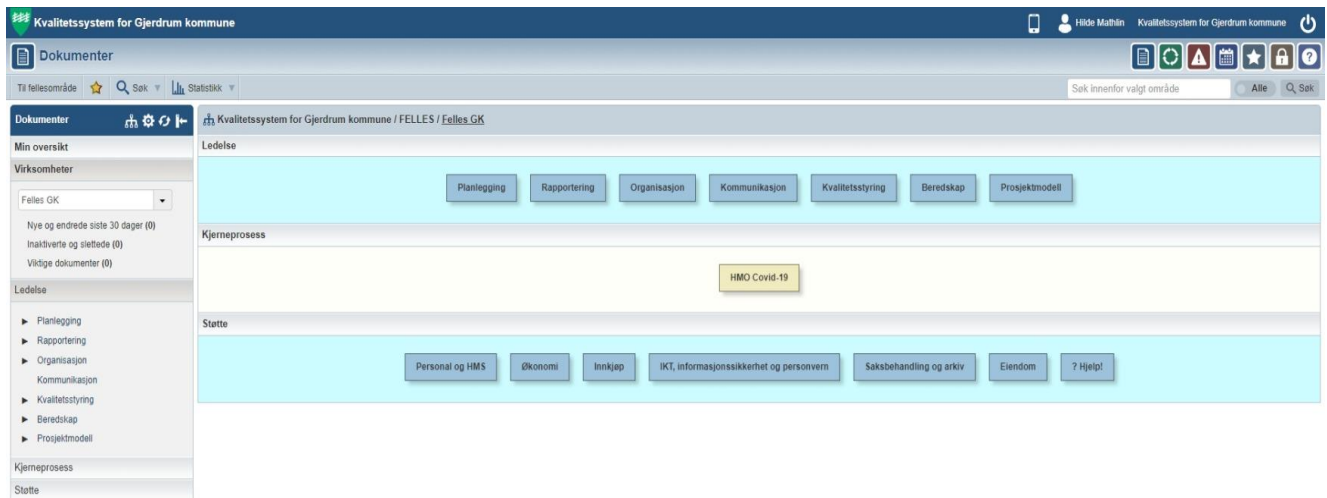 Kvalitetssystem for Gjerdrum kommune
Hilde Mathlin Kvalitetssystem for Gjerdrum kommune
Dokumenter
Til fellesområde Søk Statistikk
Søk innenfor valgt område Alle Søk
Dokumenter
Kvalitetssystem for Gjerdrum kommune / FELLES / Felles GK
Min oversikt
Virksomheter
Felles GK
Nye og endrede siste 30 dager (0)
Inaktiverte og slettede (0)
Viktige dokumenter (0)
Ledelse
Planlegging
Rapportering
Organisasjon
Kommunikasjon
Kvalitetsstyring
Beredskap
Prosjektmodell
Kjerneprosess
Støtte
Ledelse
Planlegging Rapportering Organisasjon Kommunikasjon Kvalitetsstyring Beredskap Prosjektmodell
Kjerneprosess
HMO Covid-19
Støtte
Personal og HMS Økonomi Innkjøp IKT, informasjonssikkerhet og personvern Saksbehandling og arkiv Eiendom ? Hjelp!